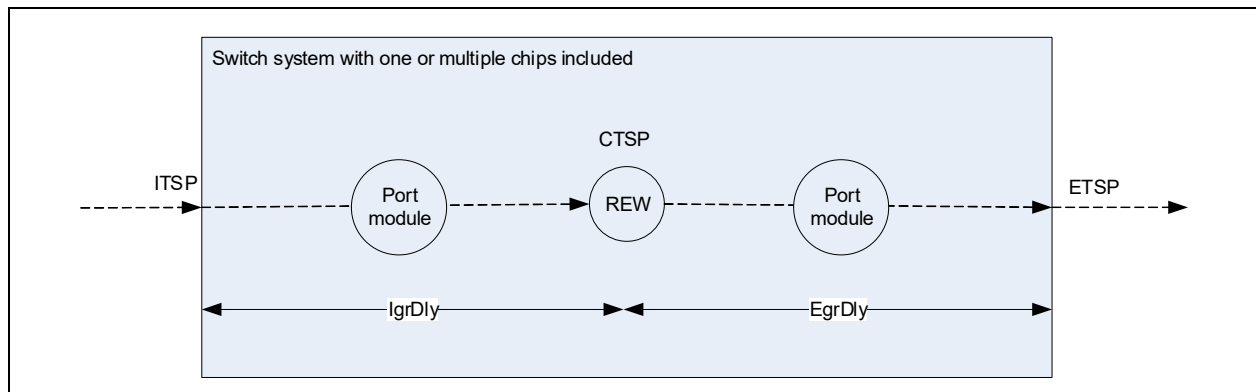 Switch system with one or multiple chips included
CTSP
ITSP
Port
module
REW
Port
module
ETSP
IgrDly
EgrDly